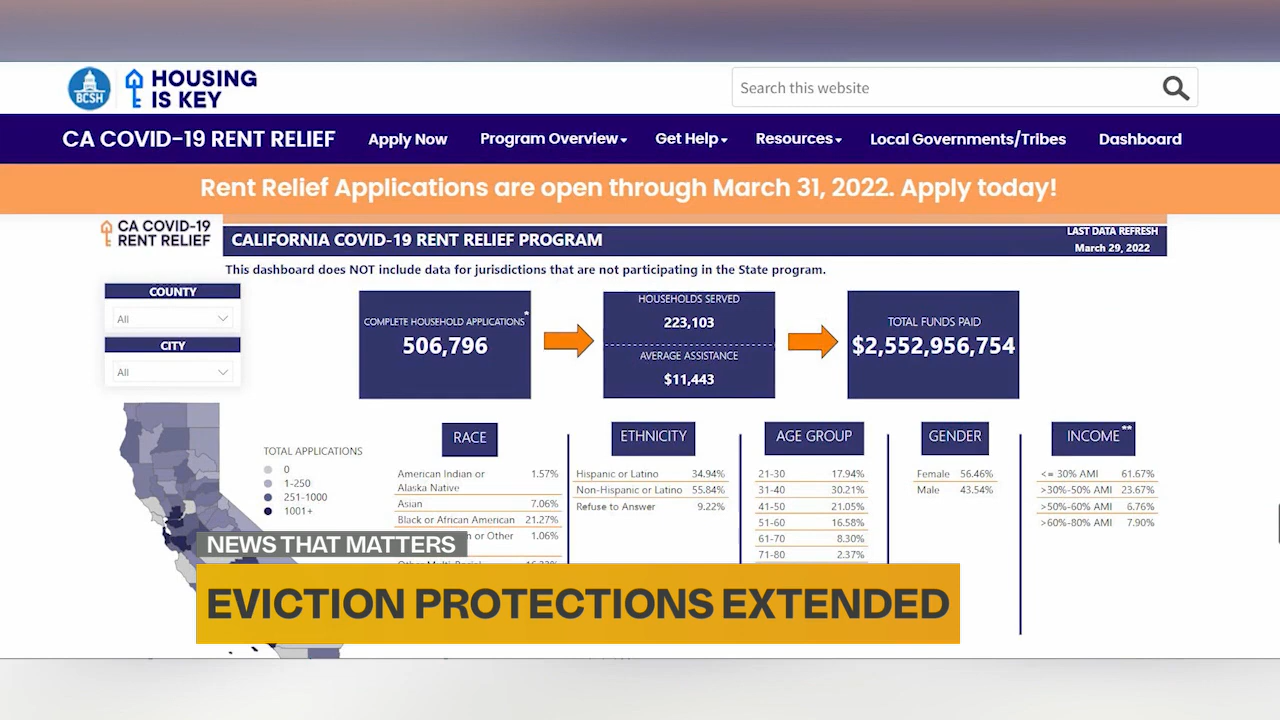 BCSH
HOUSING
IS KEY
Search this website
CA COVID-19 RENT RELIEF
Apply Now
Program Overview
Get Help
Resources
Local Governments/Tribes
Dashboard
Rent Relief Applications are open through March 31, 2022. Apply today!
CA COVID-19
RENT RELIEF
CALIFORNIA COVID-19 RENT RELIEF PROGRAM
LAST DATA REFRESH
March 29, 2022
This dashboard does NOT include data for jurisdictions that are not participating in the State program.
COUNTY
All
CITY
All
COMPLETE HOUSEHOLD APPLICATIONS*
506,796
HOUSEHOLDS SERVED
223,103
AVERAGE ASSISTANCE
$11,443
TOTAL FUNDS PAID
$2,552,956,754
TOTAL APPLICATIONS
0
1-250
251-1000
1001+
RACE
American Indian or 1.57%
Alaska Native
Asian 7.06%
Black or African American 21.27%
or Other 1.06%
ETHNICITY
Hispanic or Latino 34.94%
Non-Hispanic or Latino 55.84%
Refuse to Answer 9.22%
AGE GROUP
21-30 17.94%
31-40 30.21%
41-50 21.05%
51-60 16.58%
61-70 8.30%
71-80 2.37%
GENDER
Female 56.46%
Male 43.54%
INCOME**
<= 30% AMI 61.67%
>30%-50% AMI 23.67%
>50%-60% AMI 6.76%
>60%-80% AMI 7.90%
NEWS THAT MATTERS
EVICTION PROTECTIONS EXTENDED